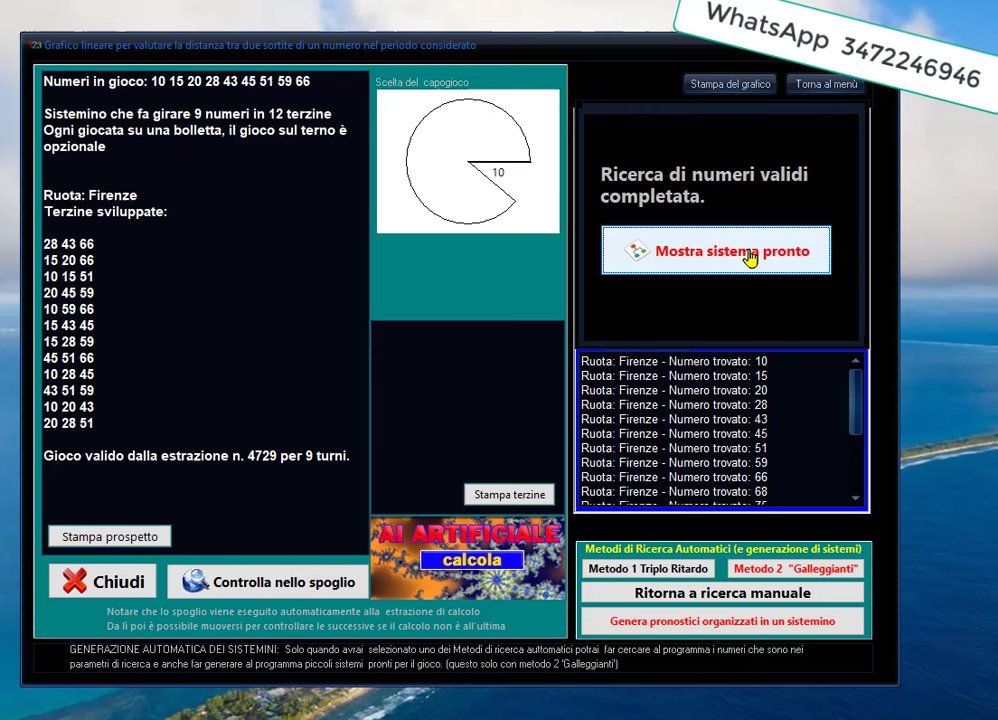 WhatsApp 3472246946
123 Grafico lineare per valutare la distanza tra due sortite di un numero nel periodo considerato
Numeri in gioco: 10 15 20 28 43 45 51 59 66
Sistemino che fa girare 9 numeri in 12 terzine
Ogni giocata su una bolletta, il gioco sul terno è
opzionale
Ruota: Firenze
Terzine sviluppate:
28 43 66
15 20 66
10 15 51
20 45 59
10 59 66
15 43 45
15 28 59
45 51 66
10 28 45
43 51 59
10 20 43
20 28 51
Gioco valido dalla estrazione n. 4729 per 9 turni.
Stampa prospetto
Chiudi
Controlla nello spoglio
Notare che lo spoglio viene eseguito automaticamente alla estrazione di calcolo
Da lì poi è possibile muoversi per controllare le successive se il calcolo non è all'ultima
Scelta del capogioco
10
Stampa terzine
AI ARTIFICIALE
calcola
Stampa del grafico
Torna al menù
Ricerca di numeri validi
completata.
Mostra sistema pronto
Ruota: Firenze - Numero trovato: 10
Ruota: Firenze - Numero trovato: 15
Ruota: Firenze - Numero trovato: 20
Ruota: Firenze - Numero trovato: 28
Ruota: Firenze - Numero trovato: 43
Ruota: Firenze - Numero trovato: 45
Ruota: Firenze - Numero trovato: 51
Ruota: Firenze - Numero trovato: 59
Ruota: Firenze - Numero trovato: 66
Ruota: Firenze - Numero trovato: 68
Metodi di Ricerca Automatici (e generazione di sistemi)
Metodo 1 Triplo Ritardo
Metodo 2 "Galleggianti"
Ritorna a ricerca manuale
Genera pronostici organizzati in un sistemino
GENERAZIONE AUTOMATICA DEI SISTEMINI: Solo quando avrai selezionato uno dei Metodi di ricerca autttomatici potrai far cercare al programma i numeri che sono nei
parametri di ricerca e anche far generare al programma piccoli sistemi pronti per il gioco. (questo solo con metodo 2 'Galleggianti')